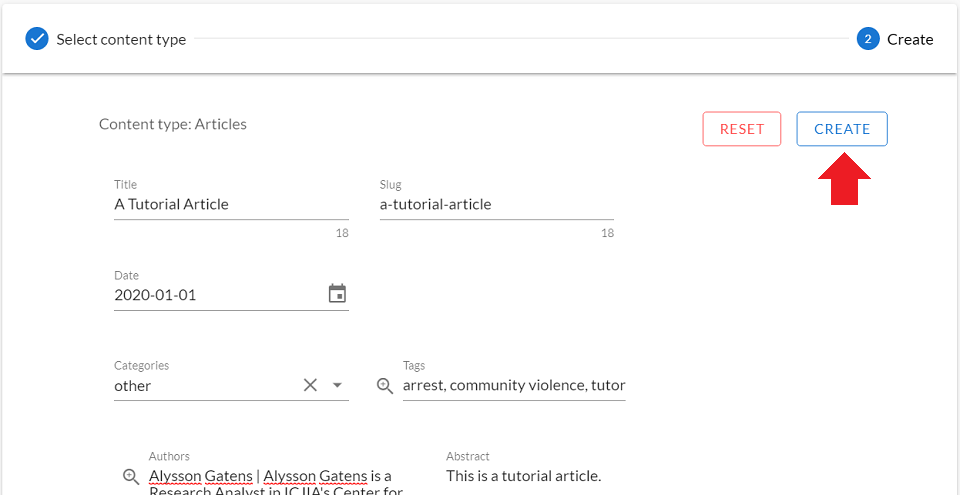 Select content type
2 Create
Content type: Articles
RESET CREATE
Title Slug
A Tutorial Article a-tutorial-article
18 18
Date
2020-01-01
Categories Tags
other arrest, community violence, tutor
Authors Abstract
Alysson Gatens | Alysson Gatens is a This is a tutorial article.
Research Analyst in ICJIA's Center for